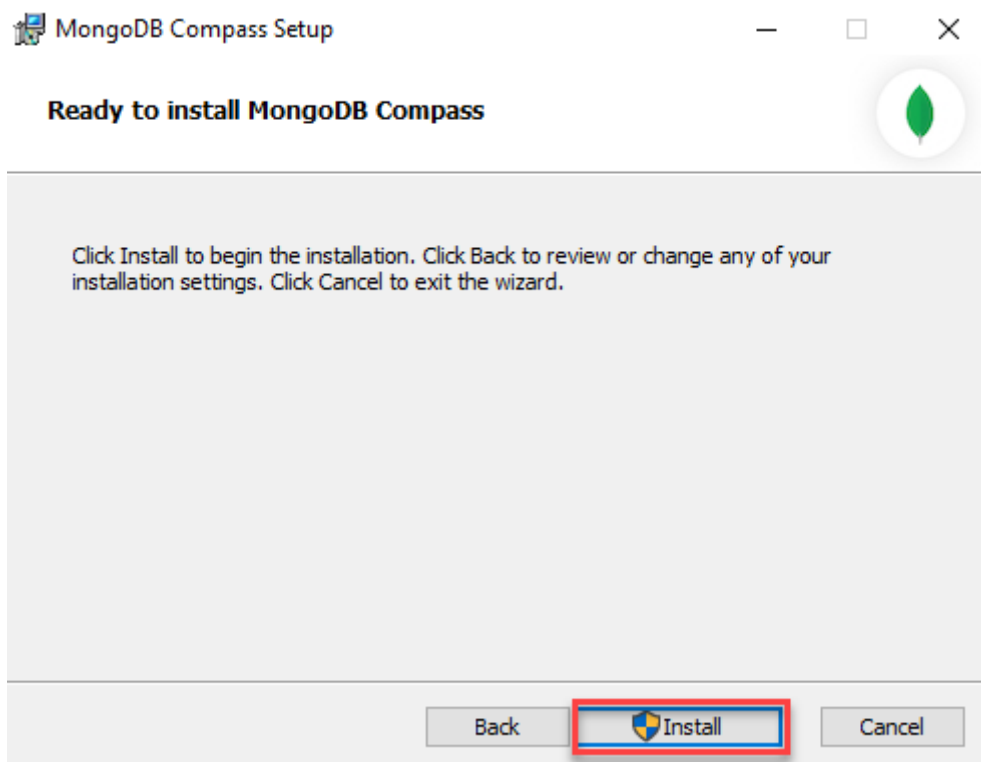 MongoDB Compass Setup
Ready to install MongoDB Compass
Click Install to begin the installation. Click Back to review or change any of your
installation settings. Click Cancel to exit the wizard.
Back
Install
Cancel